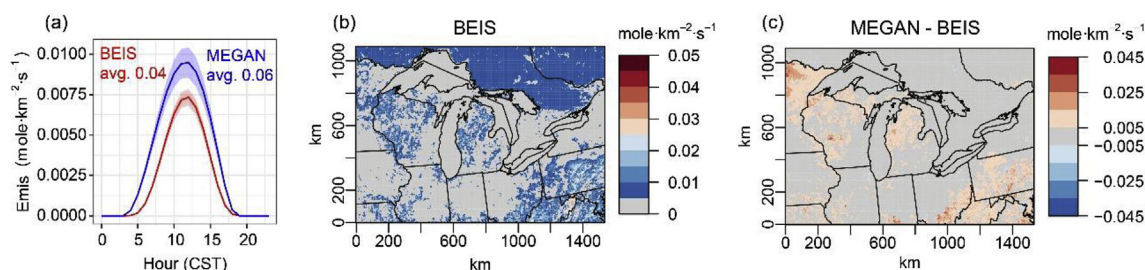 (a)
BEIS
avg. 0.04
MEGAN
avg. 0.06
Emis (mole·km⁻²·s⁻¹)
0.0100
0.0075
0.0050
0.0025
0.0000
0 5 10 15 20
Hour (CST)
(b) BEIS
mole·km⁻²·s⁻¹
km
1000
800
600
400
200
0
0 200 600 1000 1400
km
0.05
0.04
0.03
0.02
0.01
0
(c) MEGAN - BEIS
mole·km⁻²·s⁻¹
km
1000
800
600
400
200
0
0 200 600 1000 1400
km
0.045
0.025
0.005
−0.005
−0.025
−0.045